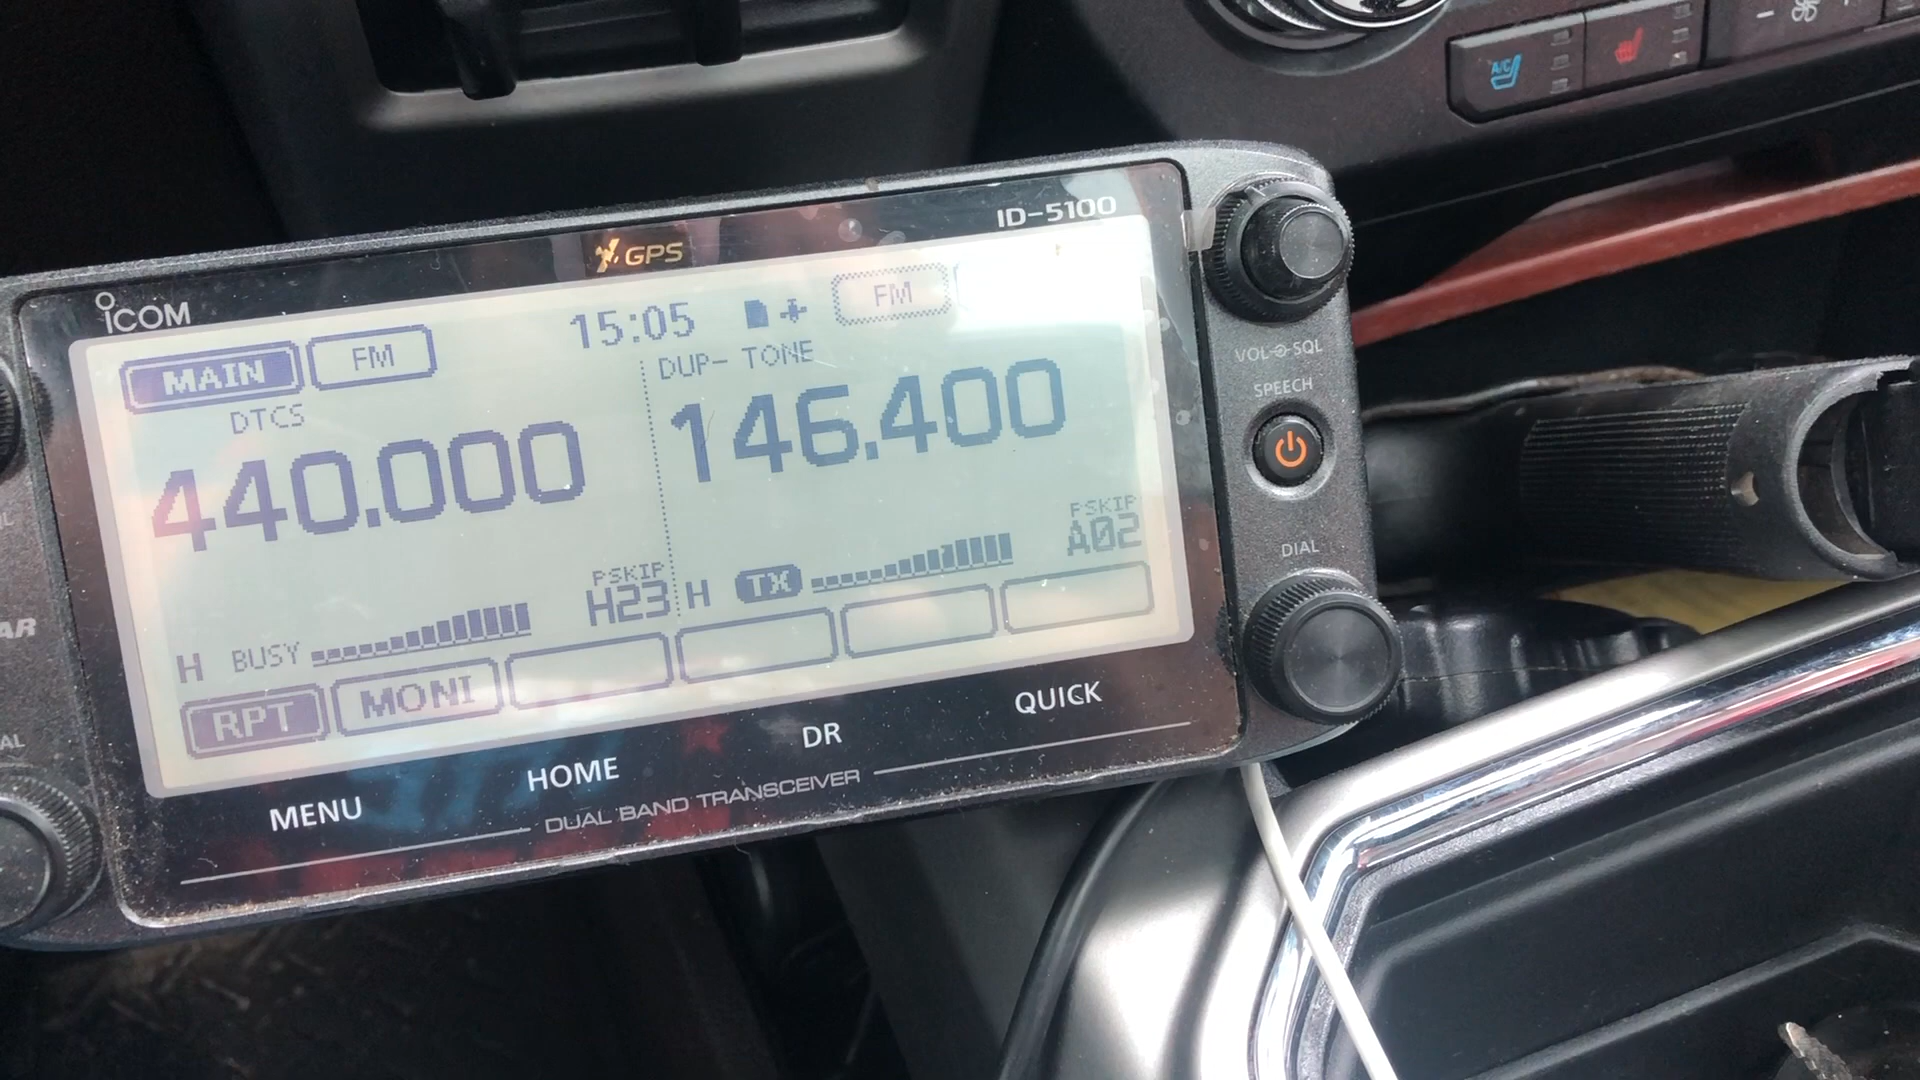 A/C
ICOM
GPS
ID-5100
MAIN FM 15:05 FM
DTCS DUP- TONE
440.000 146.400
VOL SQL
SPEECH
DIAL
PSKIP PSKIP
H23 A02
H BUSY H TX
RPT MONI
MENU HOME DR QUICK
DUAL BAND TRANSCEIVER